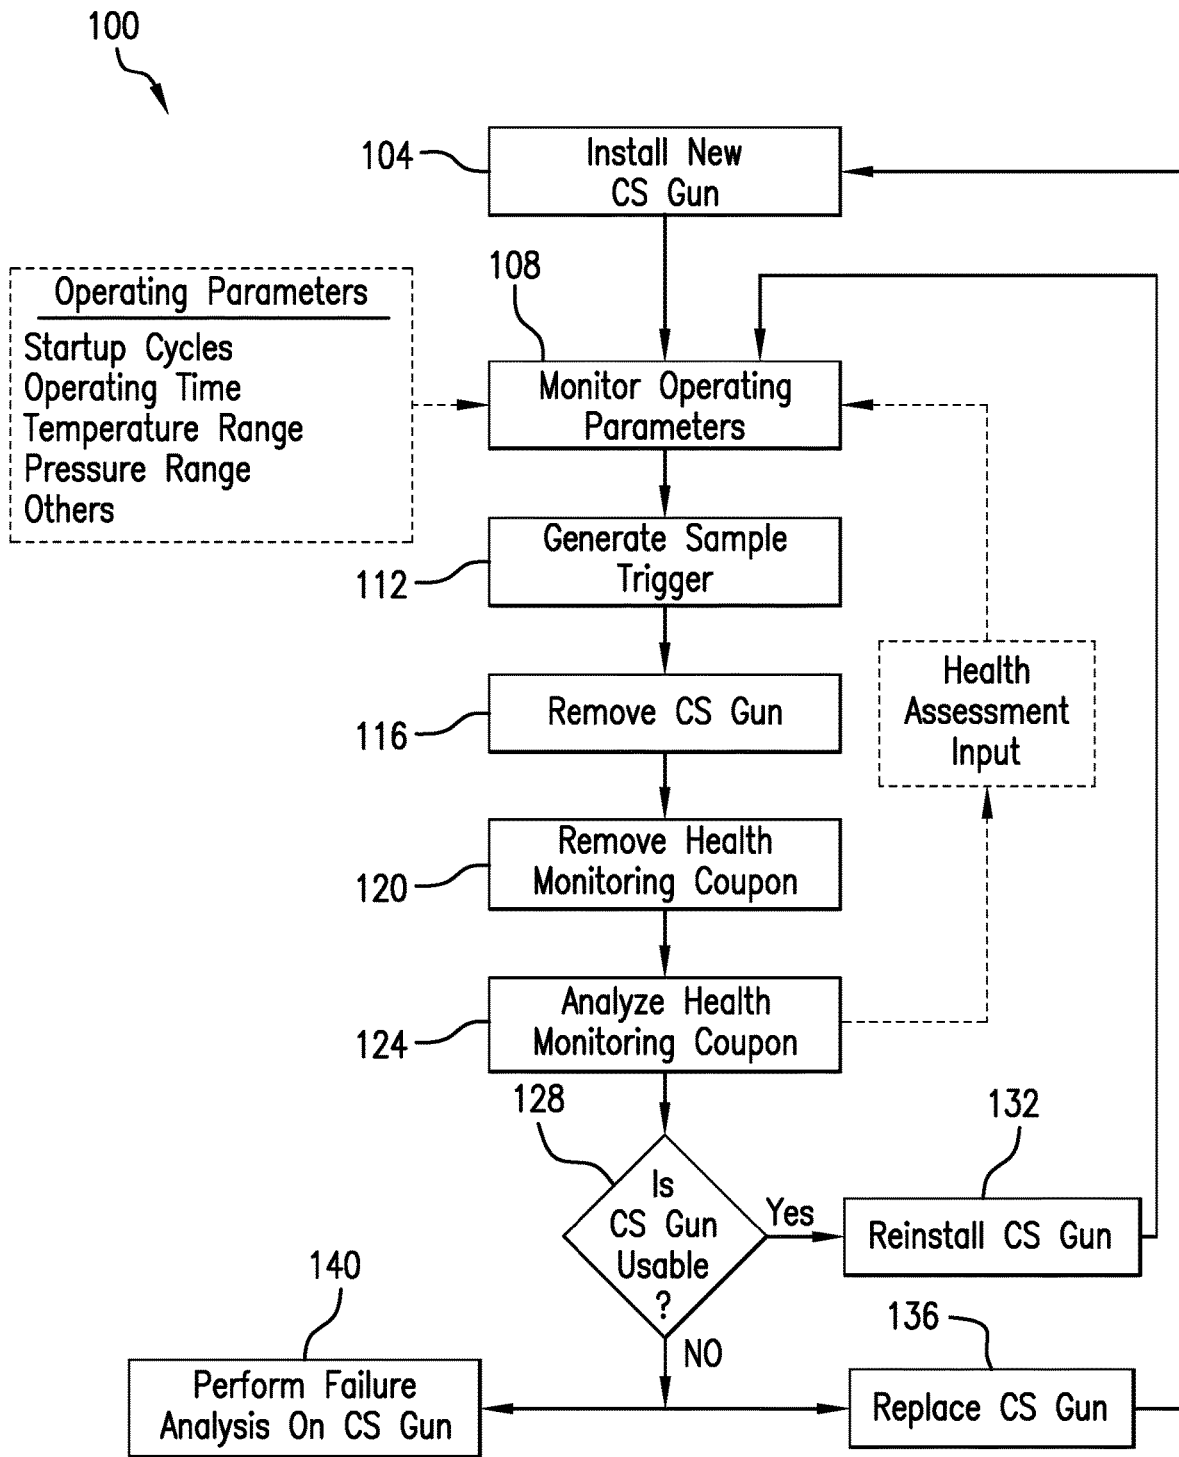 100
104
Install New
CS Gun
108
Operating Parameters
Startup Cycles
Operating Time
Temperature Range
Pressure Range
Others
Monitor Operating
Parameters
112
Generate Sample
Trigger
116
Remove CS Gun
Health
Assessment
Input
120
Remove Health
Monitoring Coupon
124
Analyze Health
Monitoring Coupon
128
Is
CS Gun
Usable
?
Yes
132
Reinstall CS Gun
NO
140
Perform Failure
Analysis On CS Gun
136
Replace CS Gun